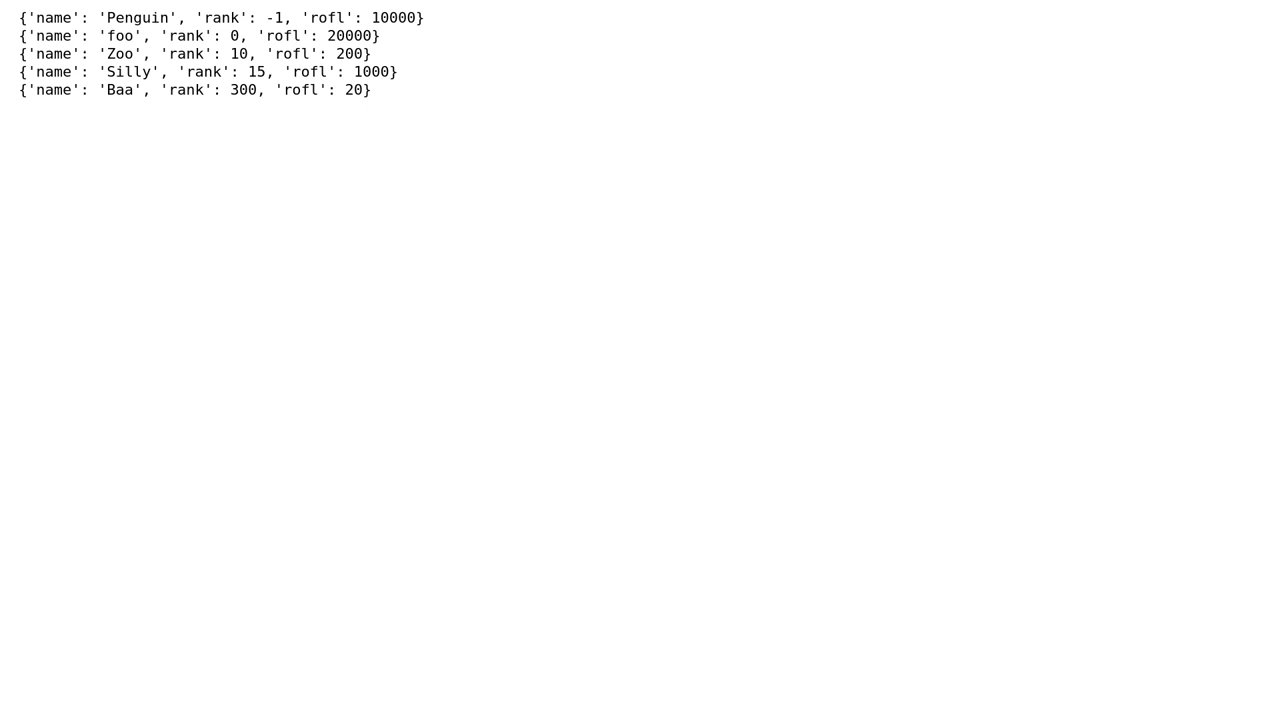 {'name': 'Penguin', 'rank': -1, 'rofl': 10000}
{'name': 'foo', 'rank': 0, 'rofl': 20000}
{'name': 'Zoo', 'rank': 10, 'rofl': 200}
{'name': 'Silly', 'rank': 15, 'rofl': 1000}
{'name': 'Baa', 'rank': 300, 'rofl': 20}